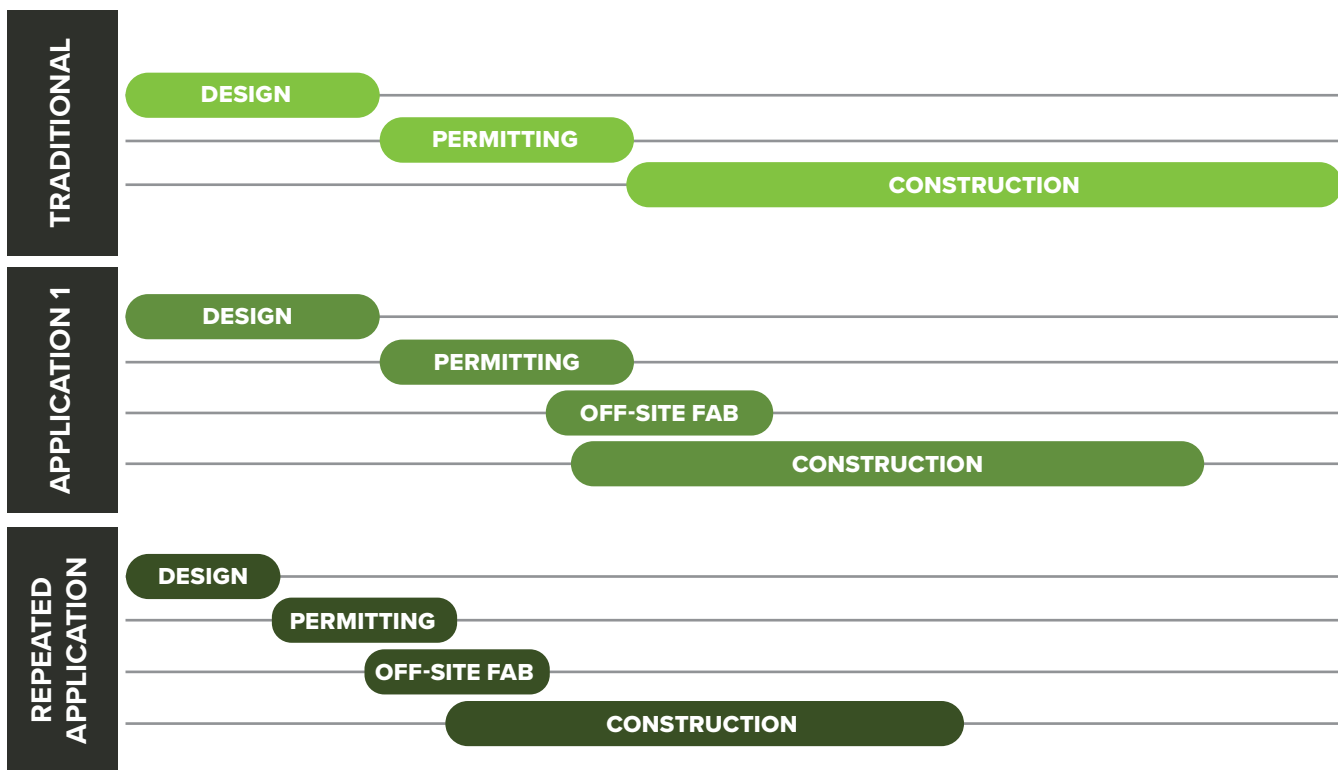 TRADITIONAL
DESIGN
PERMITTING
CONSTRUCTION
APPLICATION 1
DESIGN
PERMITTING
OFF-SITE FAB
CONSTRUCTION
REPEATED
APPLICATION
DESIGN
PERMITTING
OFF-SITE FAB
CONSTRUCTION